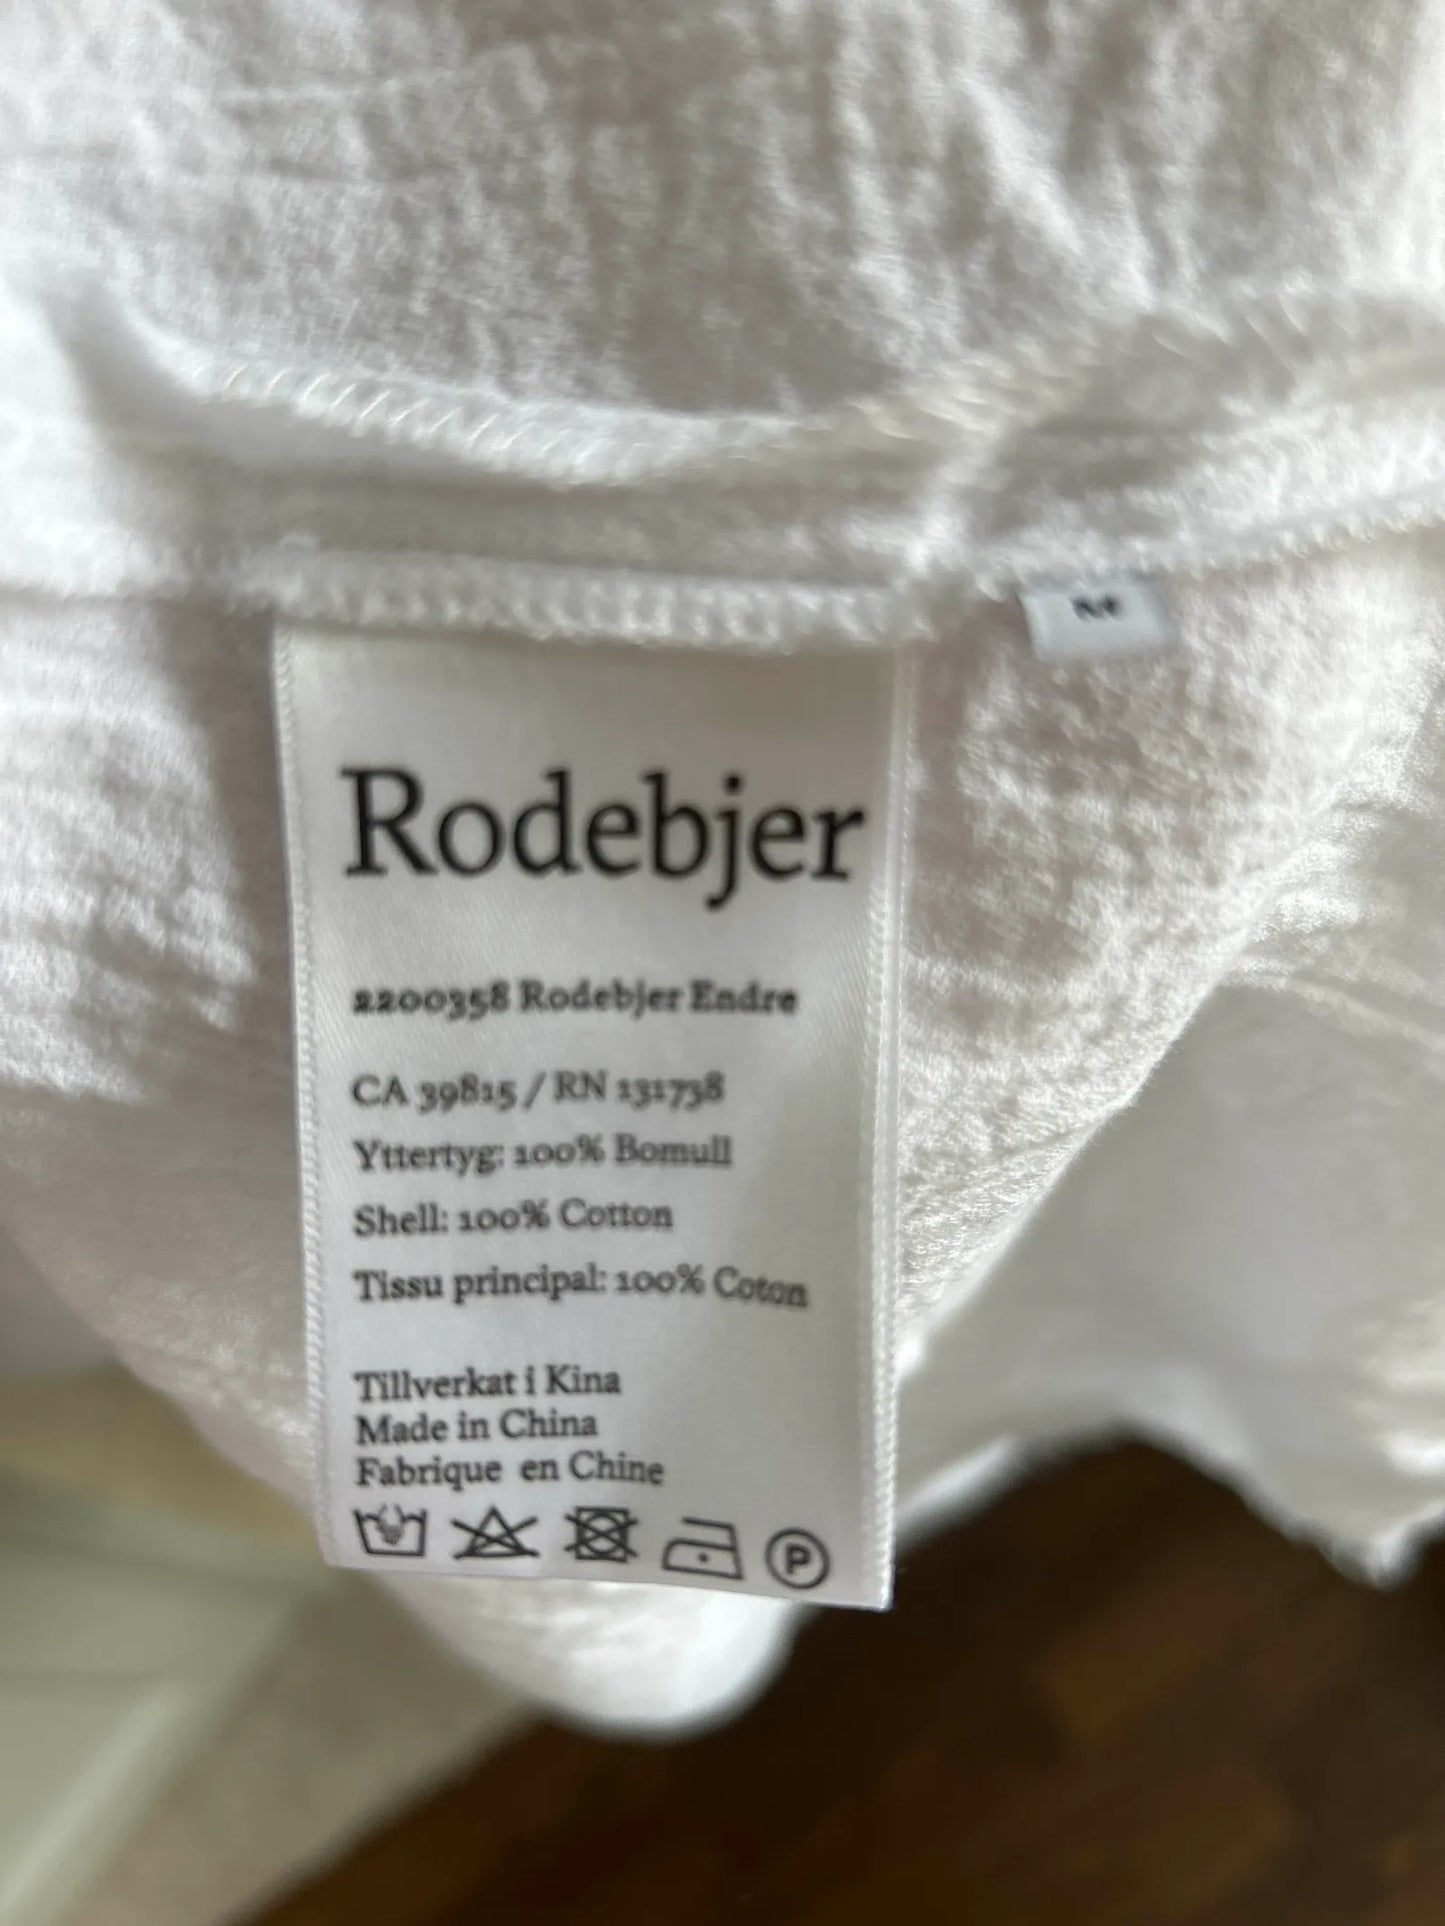 M
Rodebjer
2200358 Rodebjer Endre
CA 39815 / RN 131738
Yttertyg: 100% Bomull
Shell: 100% Cotton
Tissu principal: 100% Coton
Tillverkat i Kina
Made in China
Fabrique en Chine
P